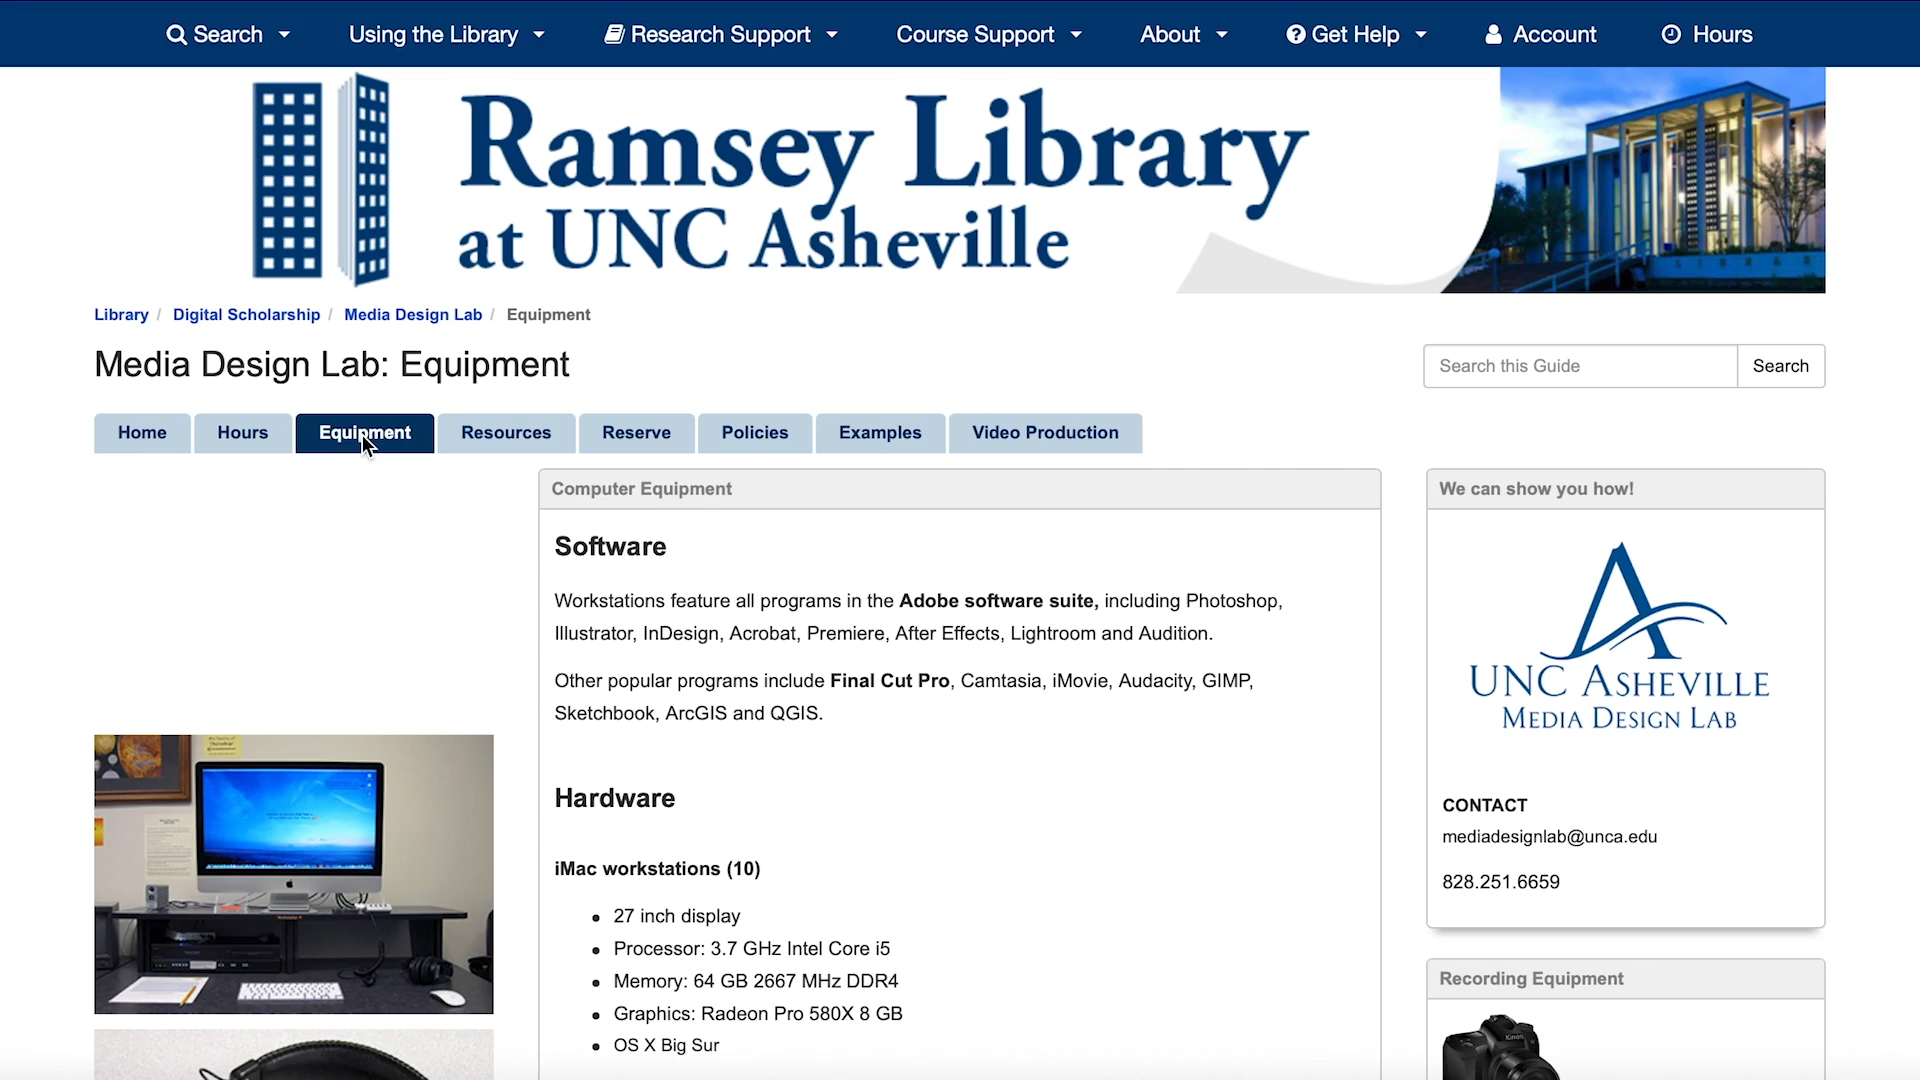 Search
Using the Library
Research Support
Course Support
About
Get Help
Account
Hours
Ramsey Library
at UNC Asheville
Library / Digital Scholarship / Media Design Lab / Equipment
Media Design Lab: Equipment
Search this Guide
Search
Home
Hours
Equipment
Resources
Reserve
Policies
Examples
Video Production
Computer Equipment
Software
Workstations feature all programs in the Adobe software suite, including Photoshop,
Illustrator, InDesign, Acrobat, Premiere, After Effects, Lightroom and Audition.
Other popular programs include Final Cut Pro, Camtasia, iMovie, Audacity, GIMP,
Sketchbook, ArcGIS and QGIS.
Hardware
iMac workstations (10)
27 inch display
Processor: 3.7 GHz Intel Core i5
Memory: 64 GB 2667 MHz DDR4
Graphics: Radeon Pro 580X 8 GB
OS X Big Sur
We can show you how!
UNC Asheville
Media Design Lab
CONTACT
mediadesignlab@unca.edu
828.251.6659
Recording Equipment